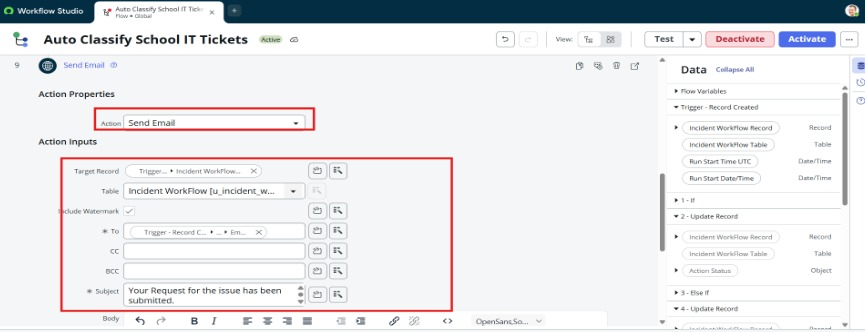 Workflow Studio
Auto Classify School IT Ticke
Flow • Global
Auto Classify School IT Tickets
Active
View:
Test
Deactivate
Activate
9
Send Email
Action Properties
Action
Send Email
Action Inputs
Target Record
Trigger... ▸ Incident WorkFlow...
Table
Incident WorkFlow [u_incident_w...
Include Watermark
* To
Trigger - Record C... ▸ ... ▸ Em...
CC
BCC
* Subject
Your Request for the issue has been
submitted.
Body
B I
OpenSans,So...
Data
Collapse All
Flow Variables
Trigger - Record Created
Incident WorkFlow Record Record
Incident WorkFlow Table Table
Run Start Time UTC Date/Time
Run Start Date/Time Date/Time
1 - If
2 - Update Record
Incident WorkFlow Record Record
Incident WorkFlow Table Table
Action Status Object
3 - Else If
4 - Update Record
Incident WorkFlow Record Record